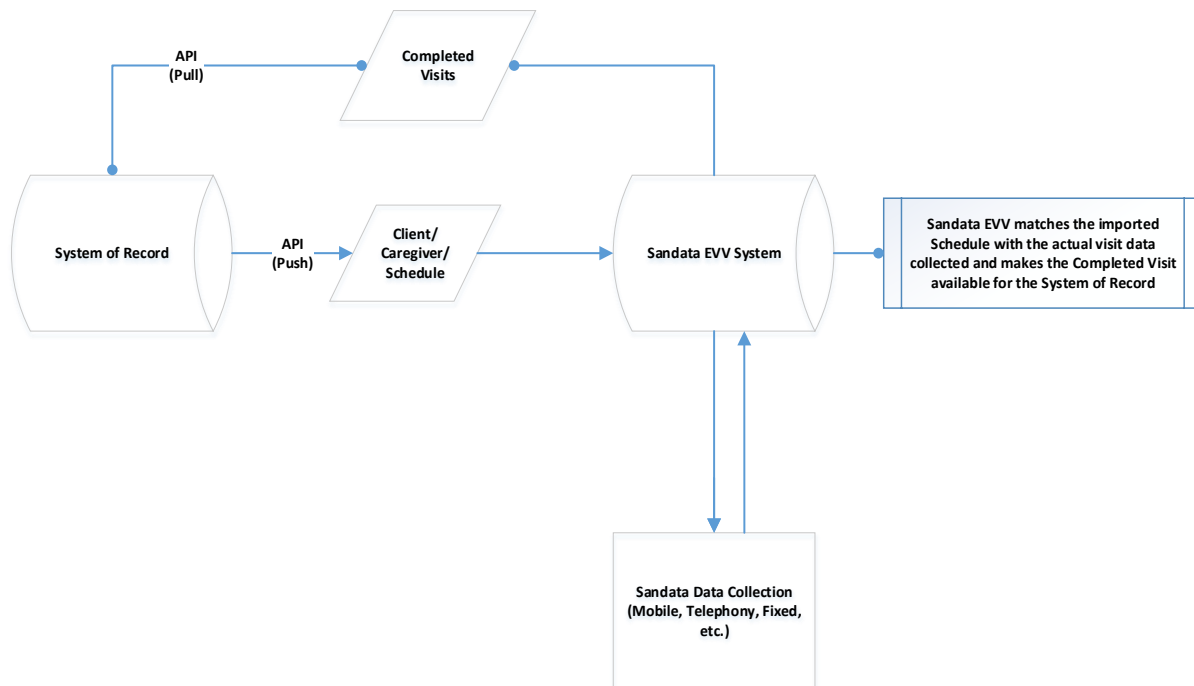 API
(Pull)
Completed
Visits
System of Record
API
(Push)
Client/
Caregiver/
Schedule
Sandata EVV System
Sandata EVV matches the imported
Schedule with the actual visit data
collected and makes the Completed Visit
available for the System of Record
Sandata Data Collection
(Mobile, Telephony, Fixed,
etc.)